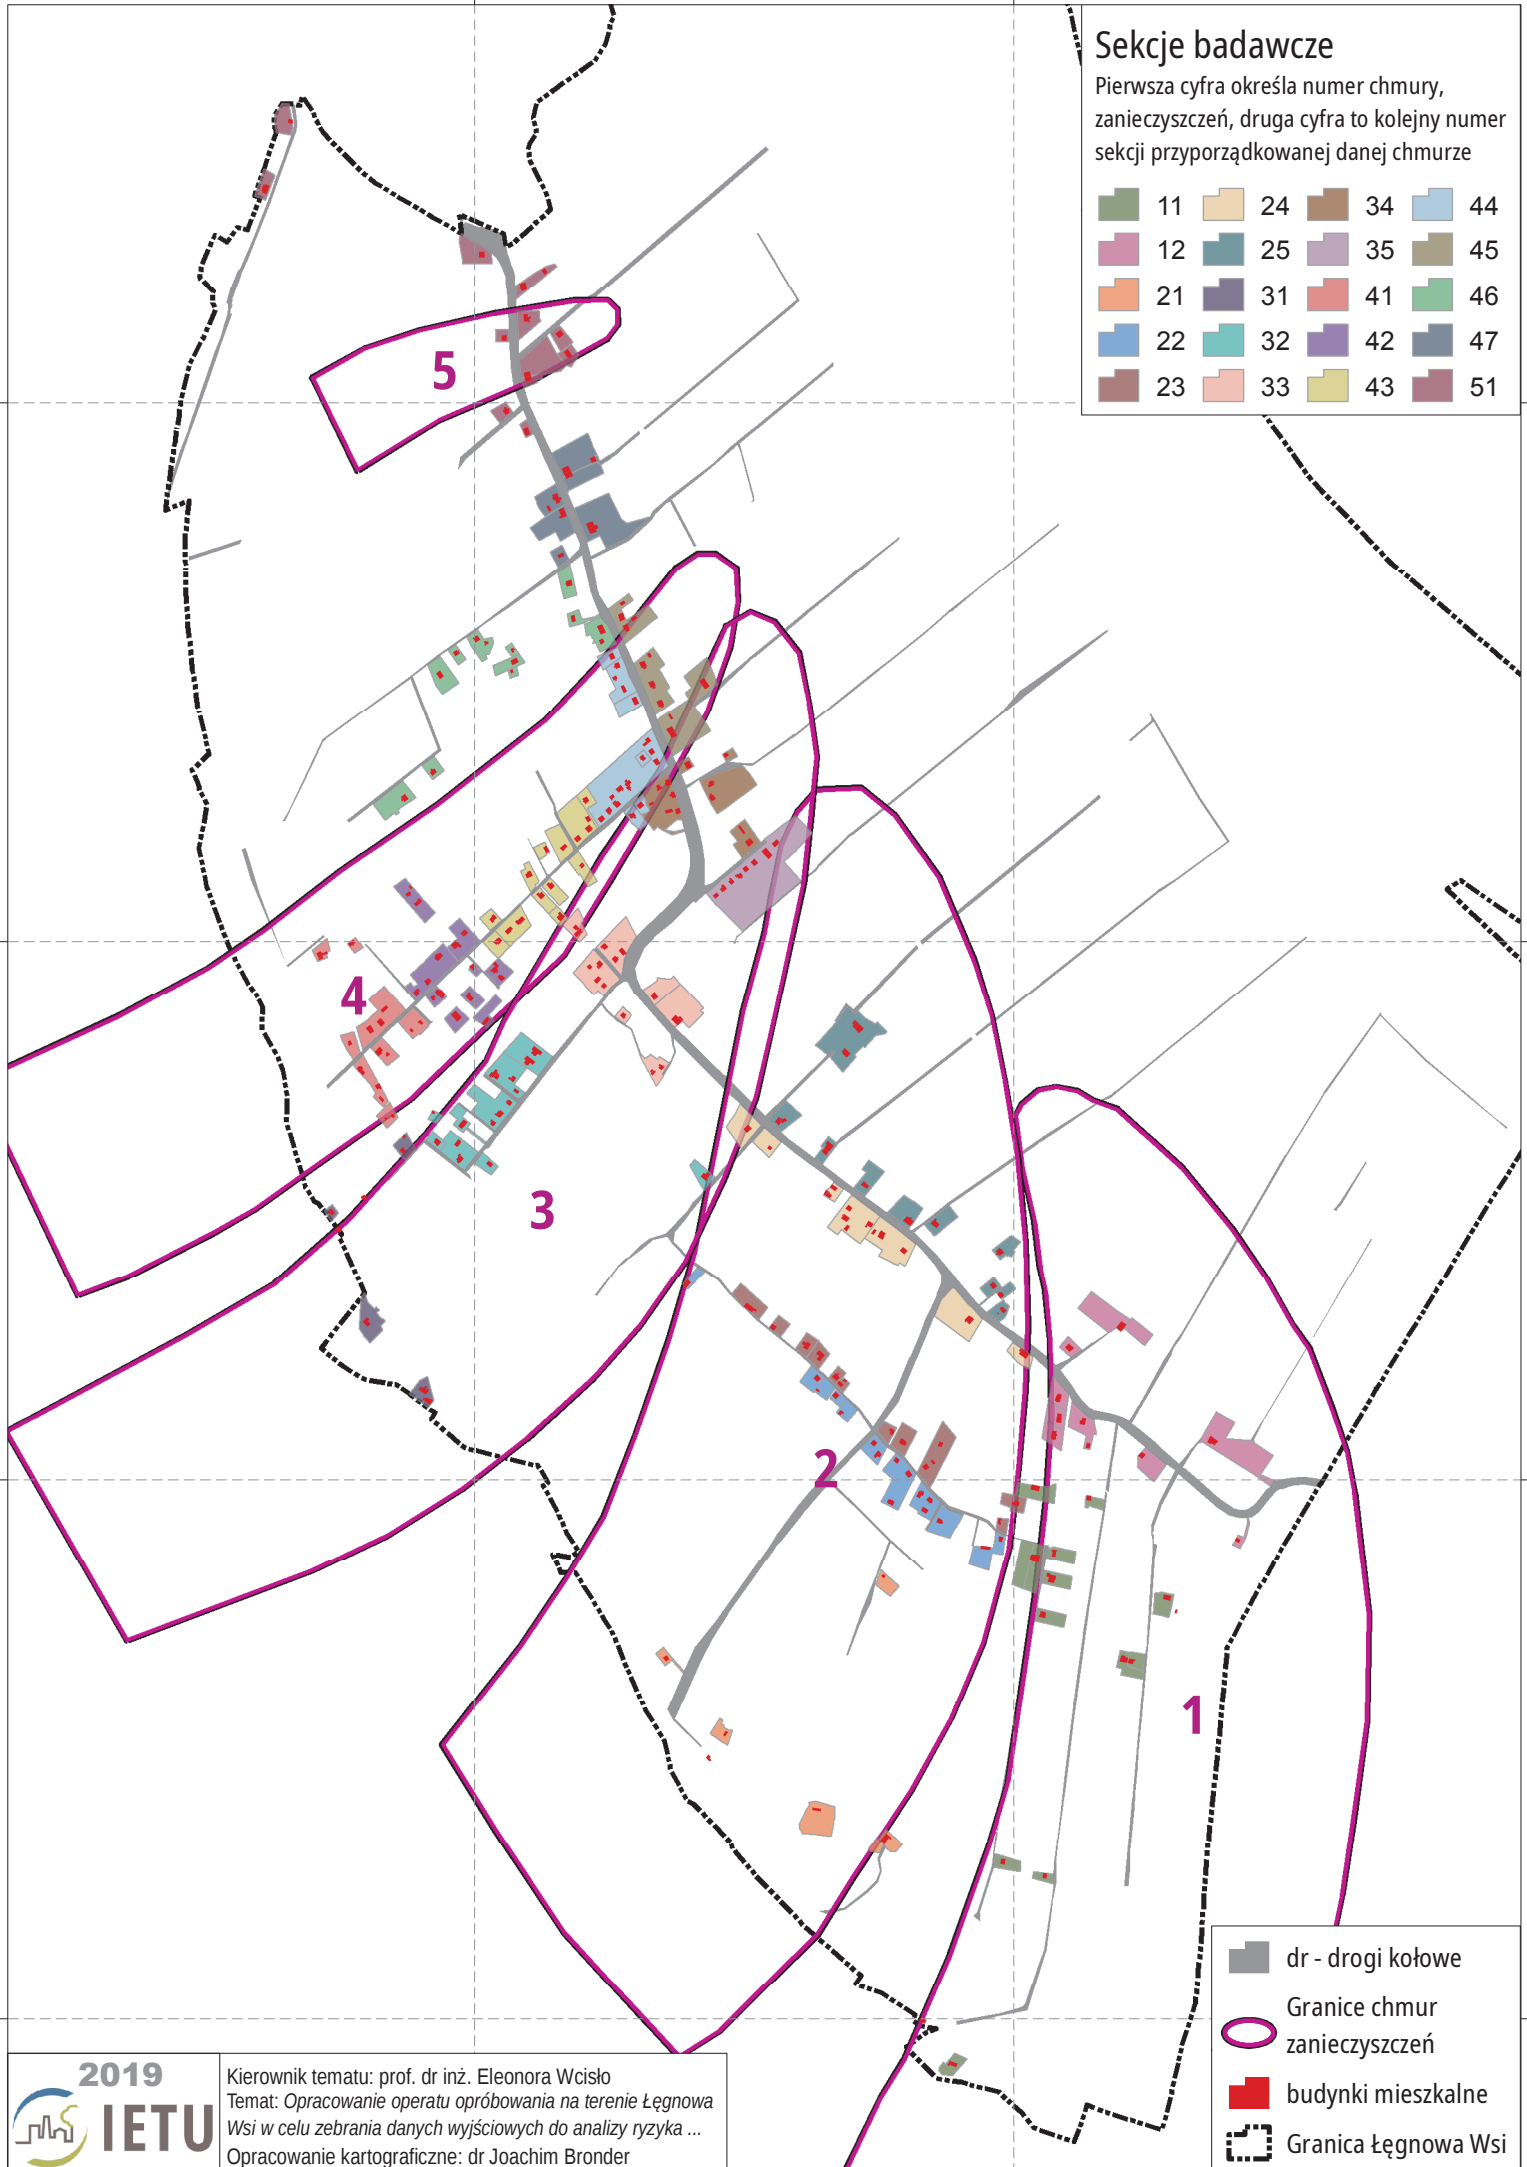 Sekcje badawcze
Pierwsza cyfra określa numer chmury,
zanieczyszczeń, druga cyfra to kolejny numer
sekcji przyporządkowanej danej chmurze
11 24 34 44
12 25 35 45
21 31 41 46
22 32 42 47
23 33 43 51
5
4
3
2
1
dr - drogi kołowe
Granice chmur
zanieczyszczeń
budynki mieszkalne
Granica Łęgnowa Wsi
2019
IETU
Kierownik tematu: prof. dr inż. Eleonora Wcisło
Temat: Opracowanie operatu opróbowania na terenie Łęgnowa
Wsi w celu zebrania danych wyjściowych do analizy ryzyka ...
Opracowanie kartograficzne: dr Joachim Bronder